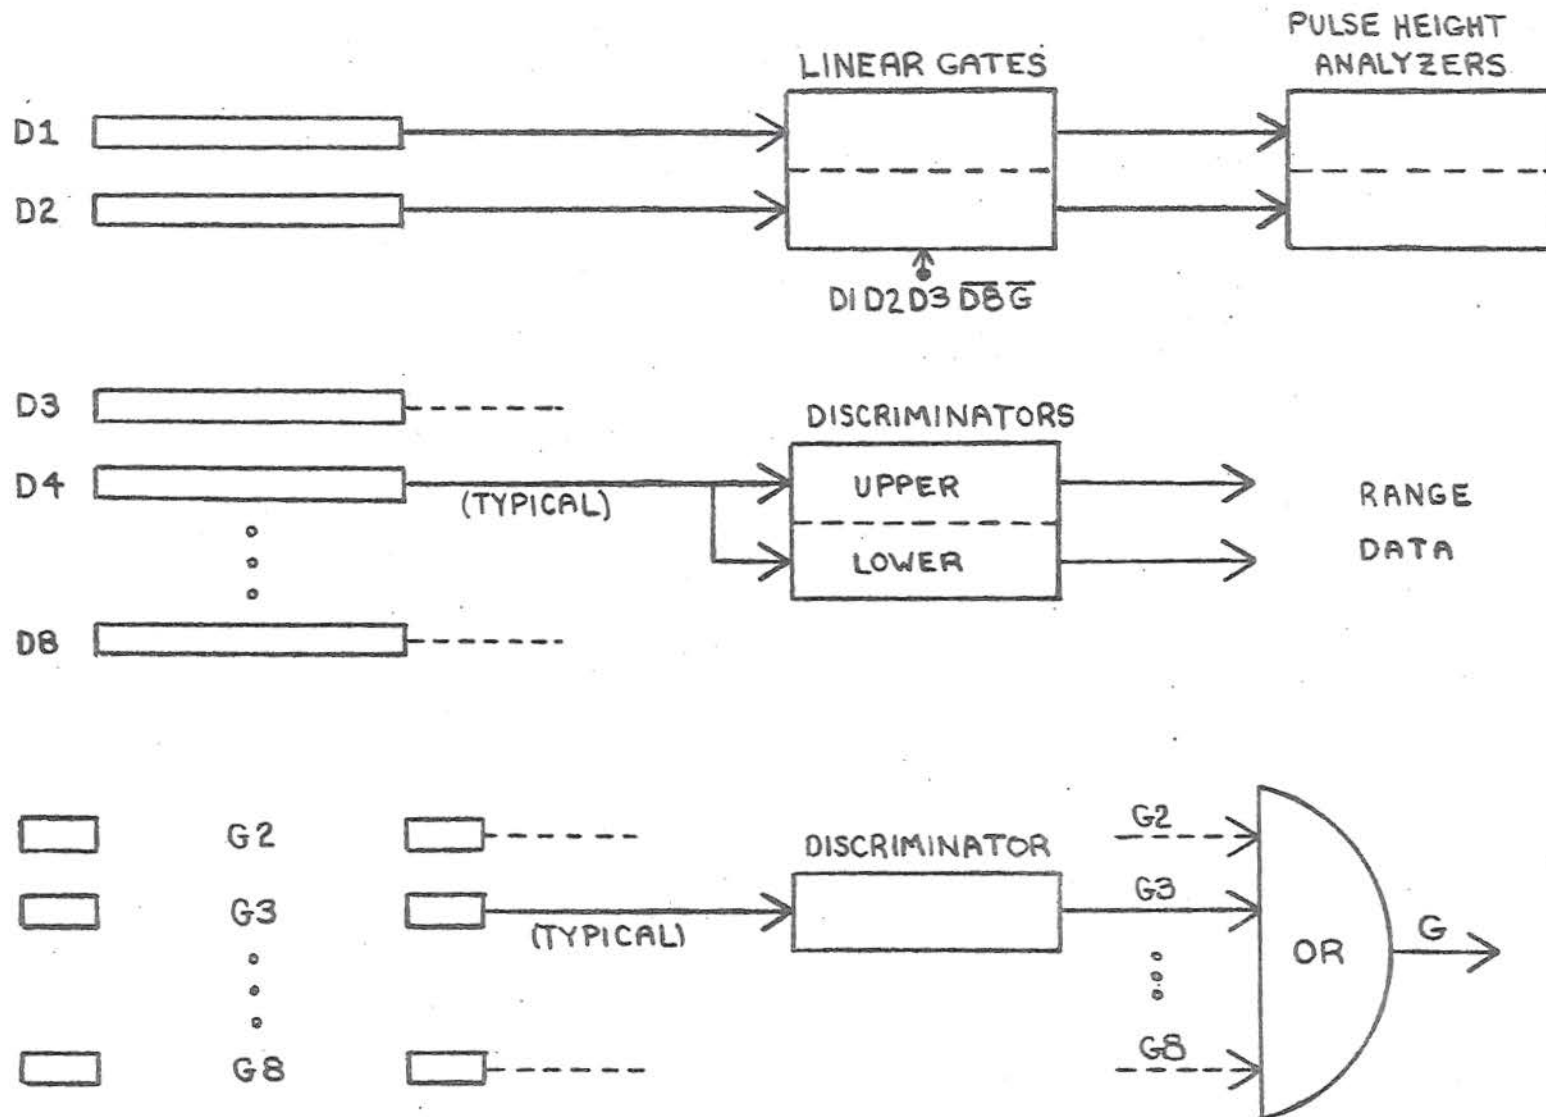 PULSE HEIGHT
ANALYZERS
LINEAR GATES
D1
D2
D1 D2 D3 D̅8̅ G̅
D3
DISCRIMINATORS
D4
(TYPICAL)
UPPER
LOWER
RANGE
DATA
D8
G2
DISCRIMINATOR
G2
G3
(TYPICAL)
G3
OR
G
G8
G8